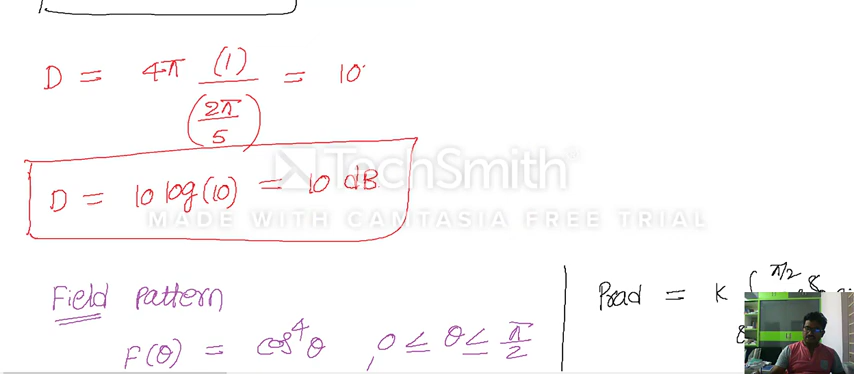 D = 4π (1) / (2π/5) = 10
TechSmith
D = 10 log(10) = 10 dB
MADE WITH CAMTASIA FREE TRIAL
Field Pattern
F(θ) = cos⁴θ , 0 ≤ θ ≤ π/2
Prad = K ∫ π/2